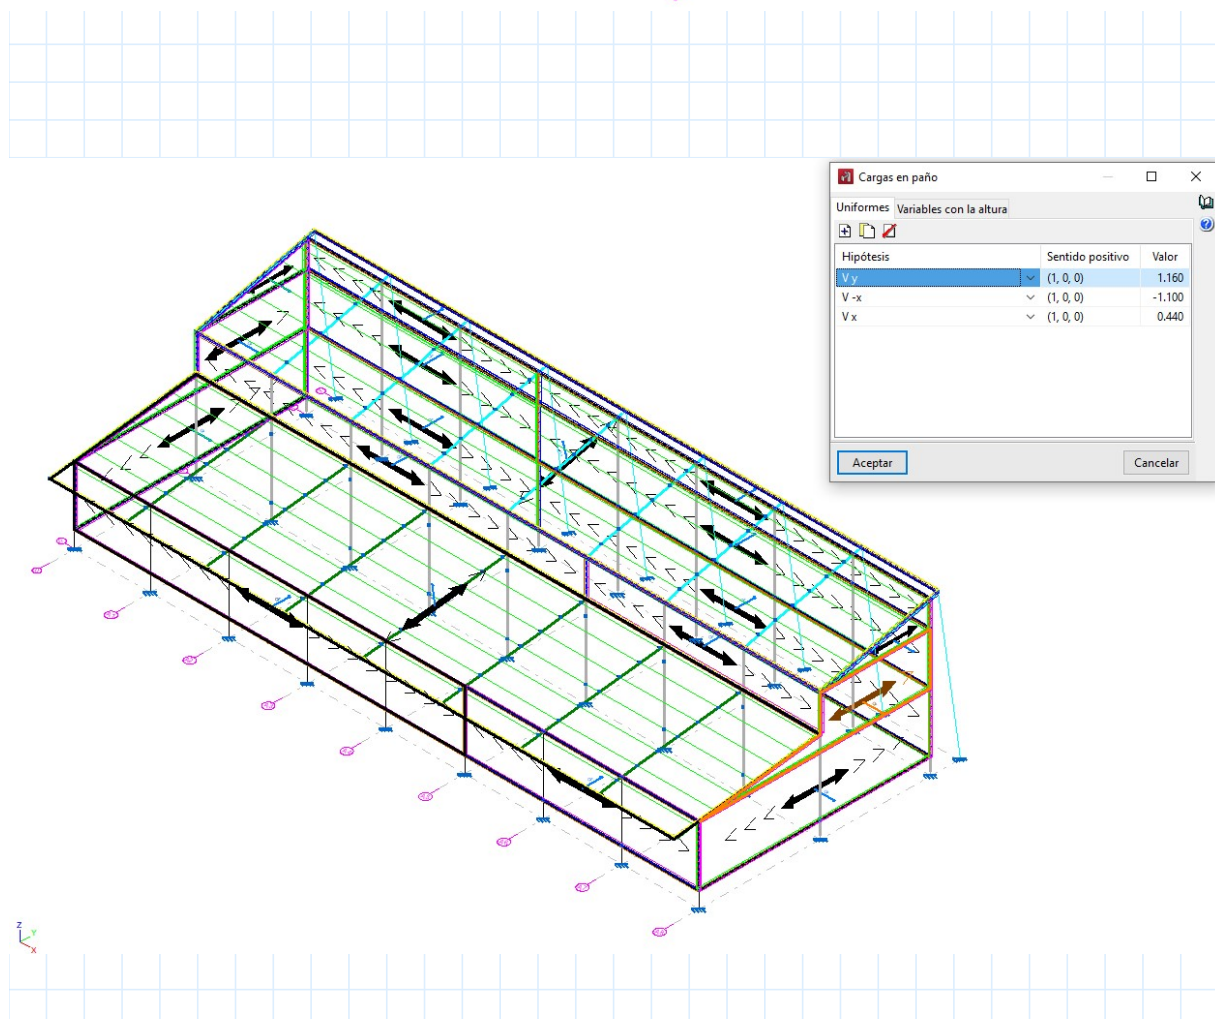 Cargas en paño
Uniformes Variables con la altura
Hipótesis Sentido positivo Valor
V y (1, 0, 0) 1.160
V -x (1, 0, 0) -1.100
V x (1, 0, 0) 0.440
Aceptar Cancelar
Z
Y
X